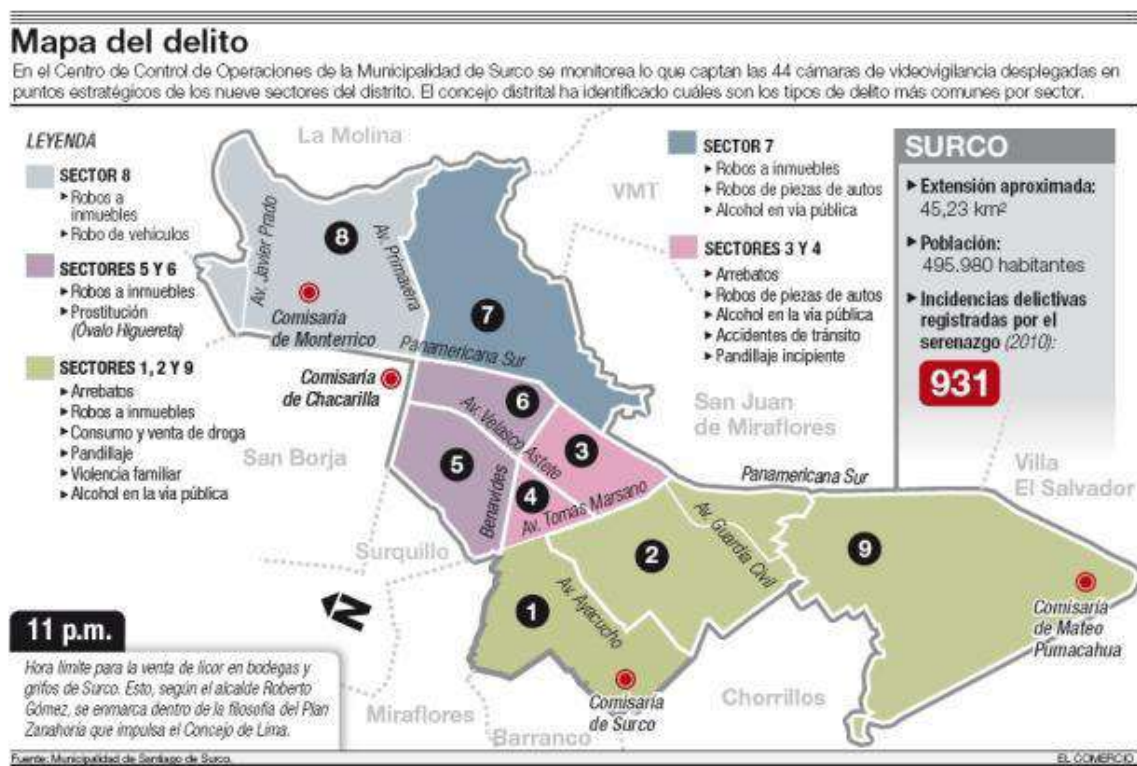 Mapa del delito
En el Centro de Control de Operaciones de la Municipalidad de Surco se monitorea lo que captan las 44 cámaras de videovigilancia desplegadas en
puntos estratégicos de los nueve sectores del distrito. El concejo distrital ha identificado cuáles son los tipos de delito más comunes por sector.
LEYENDA
SECTOR 8
▸ Robos a
inmuebles
▸ Robo de vehículos
SECTORES 5 Y 6
▸ Robos a inmuebles
▸ Prostitución
(Óvalo Higuereta)
SECTORES 1, 2 Y 9
▸ Arrebatos
▸ Robos a inmuebles
▸ Consumo y venta de droga
▸ Pandillaje
▸ Violencia familiar
▸ Alcohol en la vía pública
SECTOR 7
▸ Robos a inmuebles
▸ Robos de piezas de autos
▸ Alcohol en vía pública
SECTORES 3 Y 4
▸ Arrebatos
▸ Robos de piezas de autos
▸ Alcohol en la vía pública
▸ Accidentes de tránsito
▸ Pandillaje incipiente
SURCO
▸ Extensión aproximada:
45,23 km²
▸ Población:
495.980 habitantes
▸ Incidencias delictivas
registradas por el
serenazgo (2010):
931
La Molina
VMT
8
Av. Javier Prado
Av. Primavera
Comisaría
de Monterrico
7
Panamericana Sur
Comisaría
de Chacarilla
San Borja
6
Av. Velasco Astete
5
3
4
Benavides
Av. Tomas Marsano
San Juan
de Miraflores
Panamericana Sur
Villa
El Salvador
Surquillo
2
Av. Guardia Civil
9
1
Av. Ayacucho
N
Comisaría
de Mateo
Pumacahua
Comisaría
de Surco
Chorrillos
Miraflores
Barranco
11 p.m.
Hora límite para la venta de licor en bodegas y
grifos de Surco. Esto, según el alcalde Roberto
Gómez, se enmarca dentro de la filosofía del Plan
Zanahoria que impulsa el Concejo de Lima.
Fuente: Municipalidad de Santiago de Surco.
EL COMERCIO